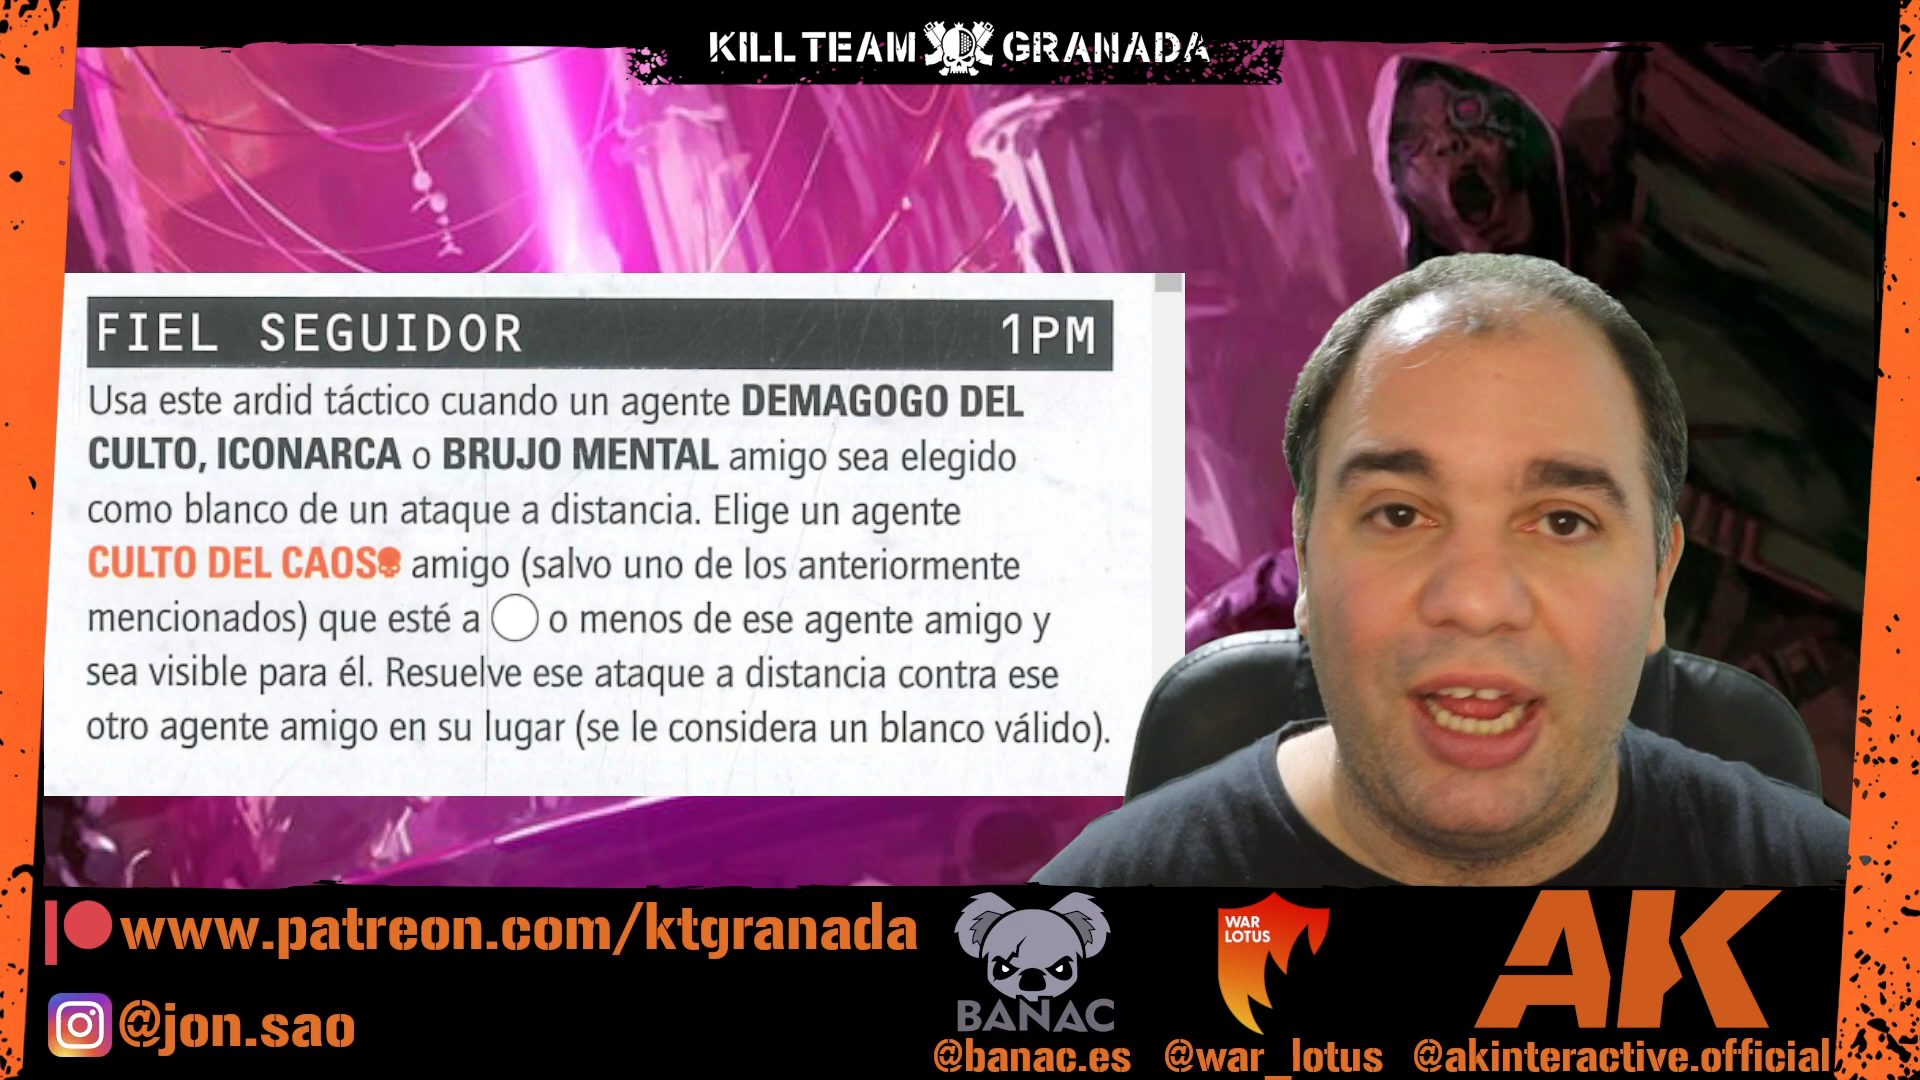 KILL TEAM GRANADA
FIEL SEGUIDOR 1PM
Usa este ardid táctico cuando un agente DEMAGOGO DEL
CULTO, ICONARCA o BRUJO MENTAL amigo sea elegido
como blanco de un ataque a distancia. Elige un agente
CULTO DEL CAOS amigo (salvo uno de los anteriormente
mencionados) que esté a o menos de ese agente amigo y
sea visible para él. Resuelve ese ataque a distancia contra ese
otro agente amigo en su lugar (se le considera un blanco válido).
www.patreon.com/ktgranada
@jon.sao
BANAC
@banac.es
WAR
LOTUS
@war_lotus
AK
@akinteractive.official